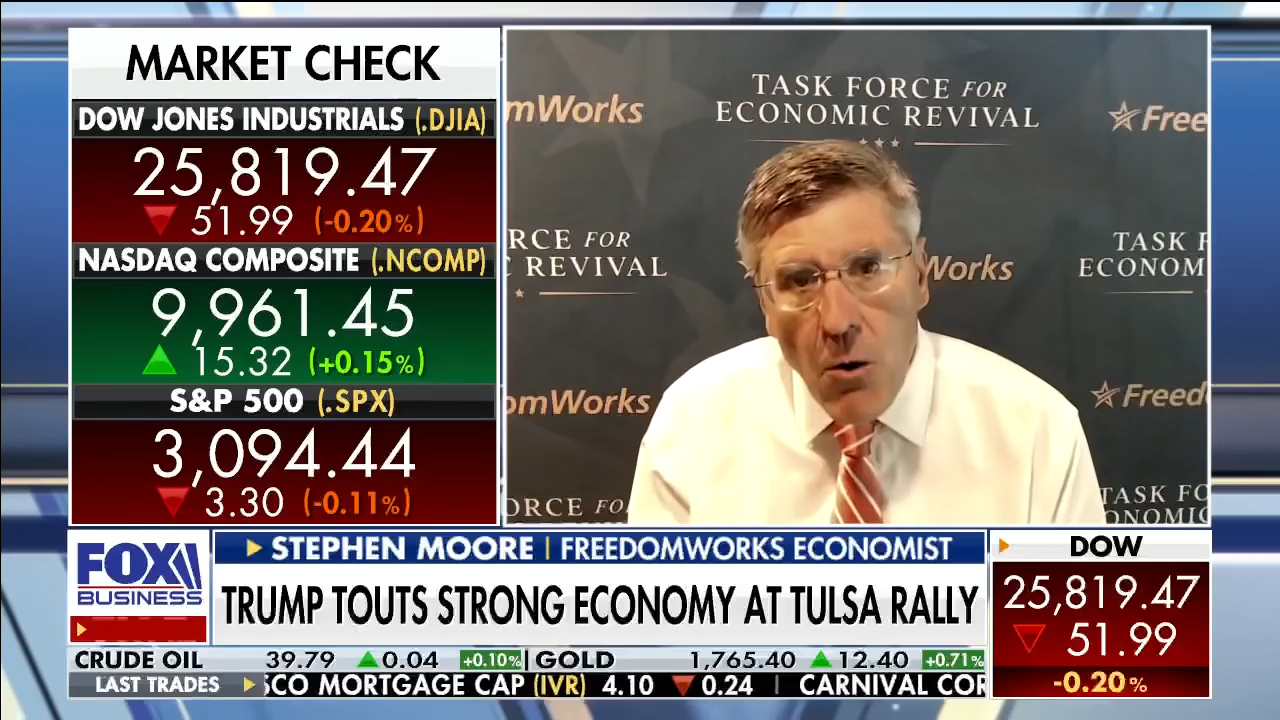 MARKET CHECK
DOW JONES INDUSTRIALS (.DJIA)
25,819.47
51.99 (-0.20%)
NASDAQ COMPOSITE (.NCOMP)
9,961.45
15.32 (+0.15%)
S&P 500 (.SPX)
3,094.44
3.30 (-0.11%)
TASK FORCE FOR
ECONOMIC REVIVAL
omWorks
Free
RCE FOR
C REVIVAL
Works
TASK F
ECONOM
omWorks
Freed
ORCE FO
TASK FO
ONOMIC
FOX
BUSINESS
STEPHEN MOORE | FREEDOMWORKS ECONOMIST
TRUMP TOUTS STRONG ECONOMY AT TULSA RALLY
DOW
25,819.47
51.99
-0.20%
CRUDE OIL 39.79 0.04 +0.10% GOLD 1,765.40 12.40 +0.71%
LAST TRADES SCO MORTGAGE CAP (IVR) 4.10 0.24 | CARNIVAL COR